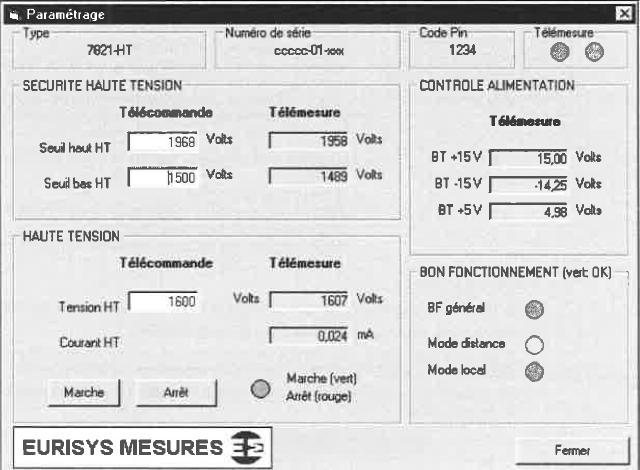 Paramétrage
Type
7821-HT
Numéro de série
ccccc-01-xxx
Code Pin
1234
Télémesure
SECURITE HAUTE TENSION
Télécommande Télémesure
Seuil haut HT 1968 Volts 1958 Volts
Seuil bas HT 1500 Volts 1489 Volts
CONTROLE ALIMENTATION
Télémesure
BT +15V 15,00 Volts
BT -15V -14,25 Volts
BT +5V 4,98 Volts
HAUTE TENSION
Télécommande Télémesure
Tension HT 1600 Volts 1607 Volts
Courant HT 0,024 mA
Marche Arrêt
Marche (vert)
Arrêt (rouge)
BON FONCTIONNEMENT (vert: OK)
BF général
Mode distance
Mode local
EURISYS MESURES
Fermer